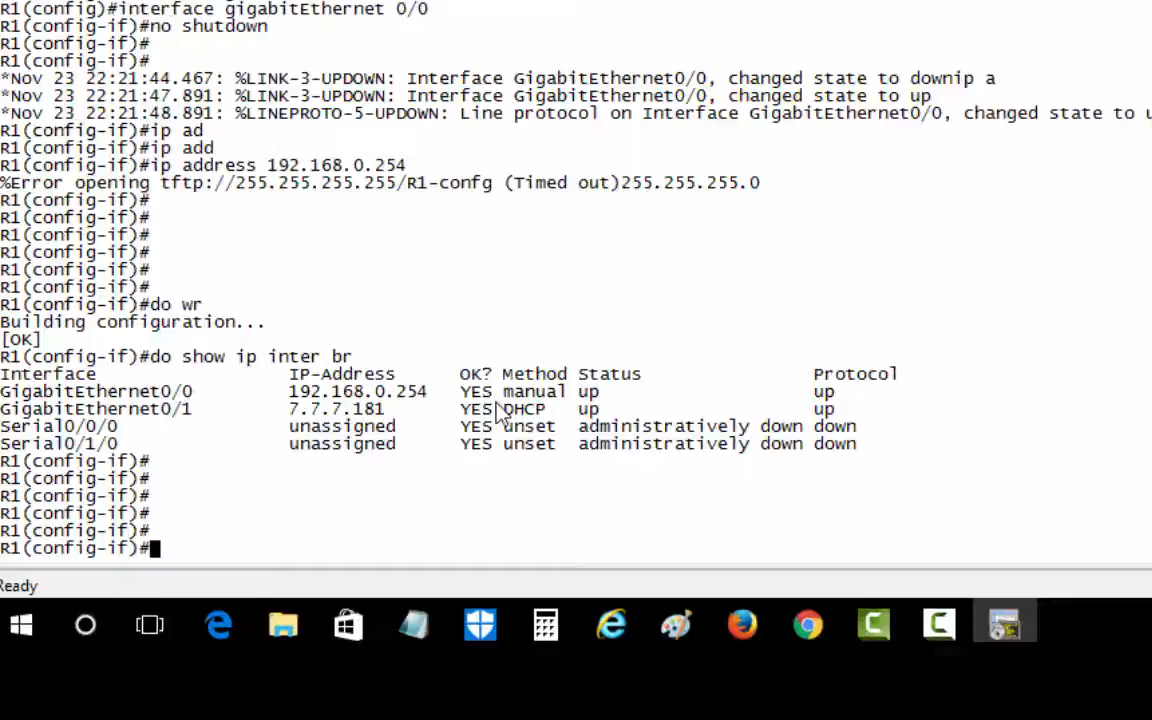 R1(config)#interface gigabitEthernet 0/0
R1(config-if)#no shutdown
R1(config-if)#
R1(config-if)#
*Nov 23 22:21:44.467: %LINK-3-UPDOWN: Interface GigabitEthernet0/0, changed state to downip a
*Nov 23 22:21:47.891: %LINK-3-UPDOWN: Interface GigabitEthernet0/0, changed state to up
*Nov 23 22:21:48.891: %LINEPROTO-5-UPDOWN: Line protocol on Interface GigabitEthernet0/0, changed state to u
R1(config-if)#ip ad
R1(config-if)#ip add
R1(config-if)#ip address 192.168.0.254
%Error opening tftp://255.255.255.255/R1-confg (Timed out)255.255.255.0
R1(config-if)#
R1(config-if)#
R1(config-if)#
R1(config-if)#
R1(config-if)#
R1(config-if)#
R1(config-if)#do wr
Building configuration...
[OK]
R1(config-if)#do show ip inter br
Interface IP-Address OK? Method Status Protocol
GigabitEthernet0/0 192.168.0.254 YES manual up up
GigabitEthernet0/1 7.7.7.181 YES DHCP up up
Serial0/0/0 unassigned YES unset administratively down down
Serial0/1/0 unassigned YES unset administratively down down
R1(config-if)#
R1(config-if)#
R1(config-if)#
R1(config-if)#
R1(config-if)#
R1(config-if)#
Ready